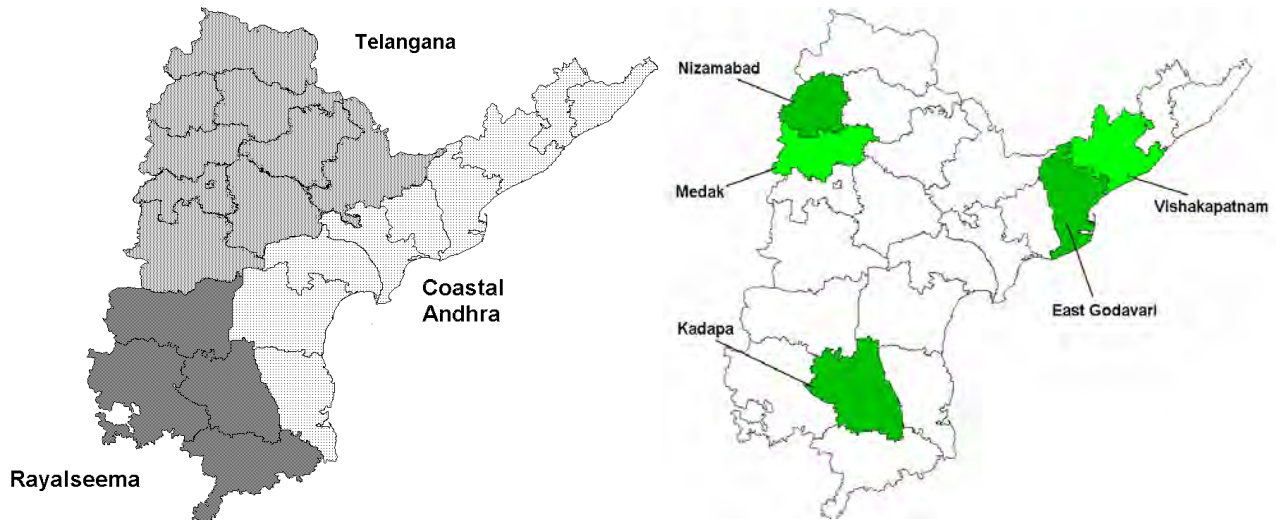 Telangana
Coastal
Andhra
Rayalseema
Nizamabad
Medak
Vishakapatnam
East Godavari
Kadapa